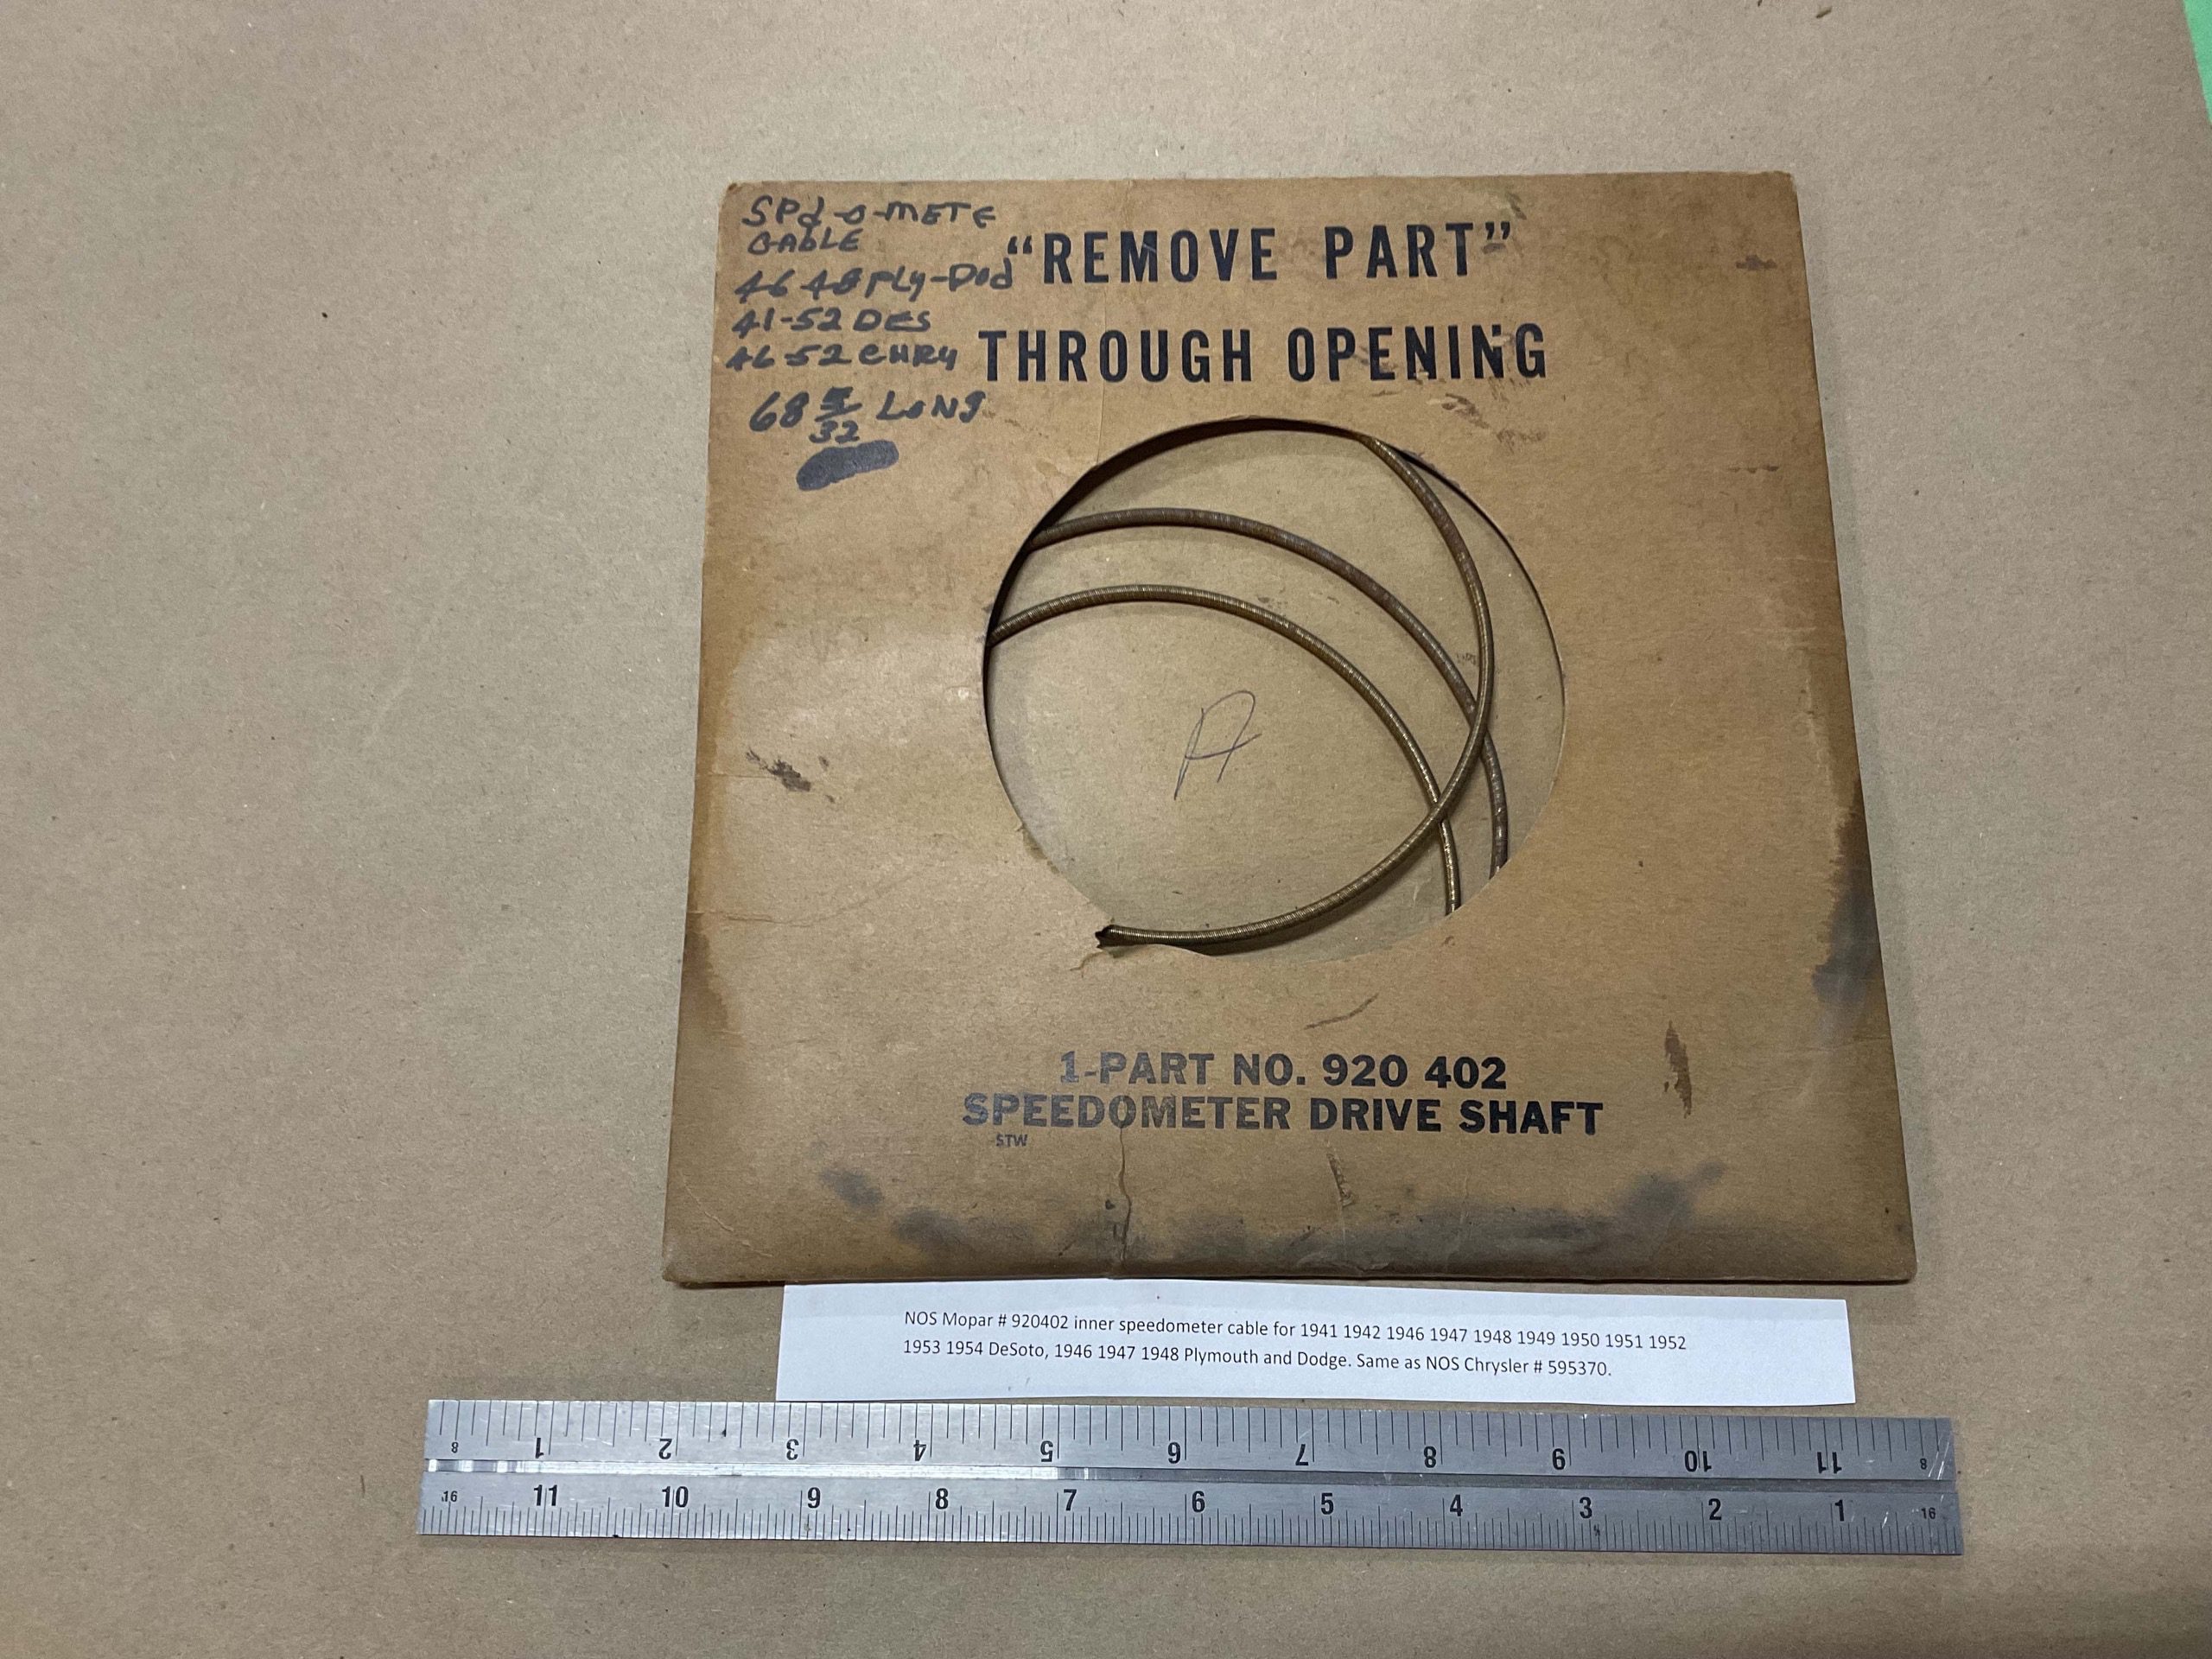 SPd-o-METE
CABLE
46 48 PLy-Dod
41-52 DES
46-52 CHRY
68 5/32 LONG
"REMOVE PART"
THROUGH OPENING
A
1-PART NO. 920 402
SPEEDOMETER DRIVE SHAFT
STW
NOS Mopar # 920402 inner speedometer cable for 1941 1942 1946 1947 1948 1949 1950 1951 1952
1953 1954 DeSoto, 1946 1947 1948 Plymouth and Dodge. Same as NOS Chrysler # 595370.
8 1 2 3 4 5 6 7 8 9 10 11 8
16 11 10 9 8 7 6 5 4 3 2 1 16